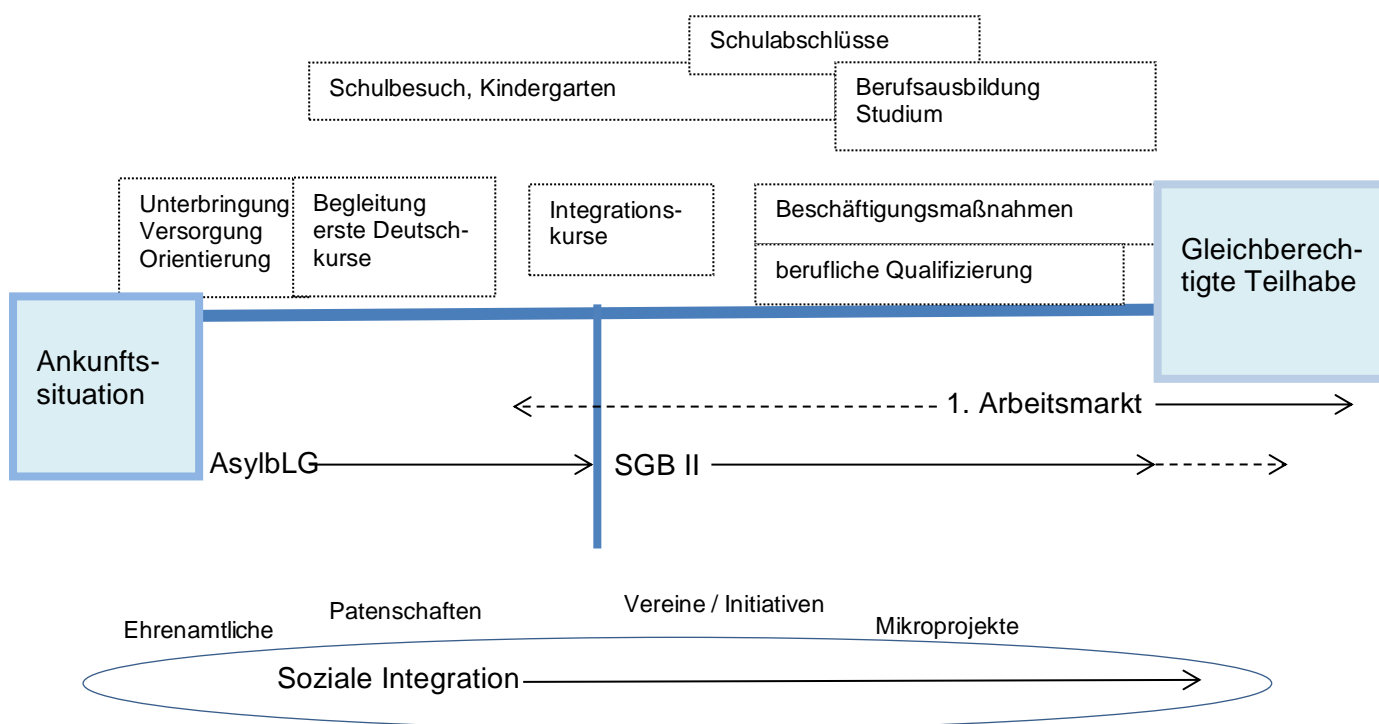 Schulabschlüsse
Schulbesuch, Kindergarten
Berufsausbildung
Studium
Unterbringung
Versorgung
Orientierung
Begleitung
erste Deutsch-
kurse
Integrations-
kurse
Beschäftigungsmaßnahmen
berufliche Qualifizierung
Gleichberech-
tigte Teilhabe
Ankunfts-
situation
1. Arbeitsmarkt
AsylbLG
SGB II
Ehrenamtliche
Patenschaften
Vereine / Initiativen
Mikroprojekte
Soziale Integration